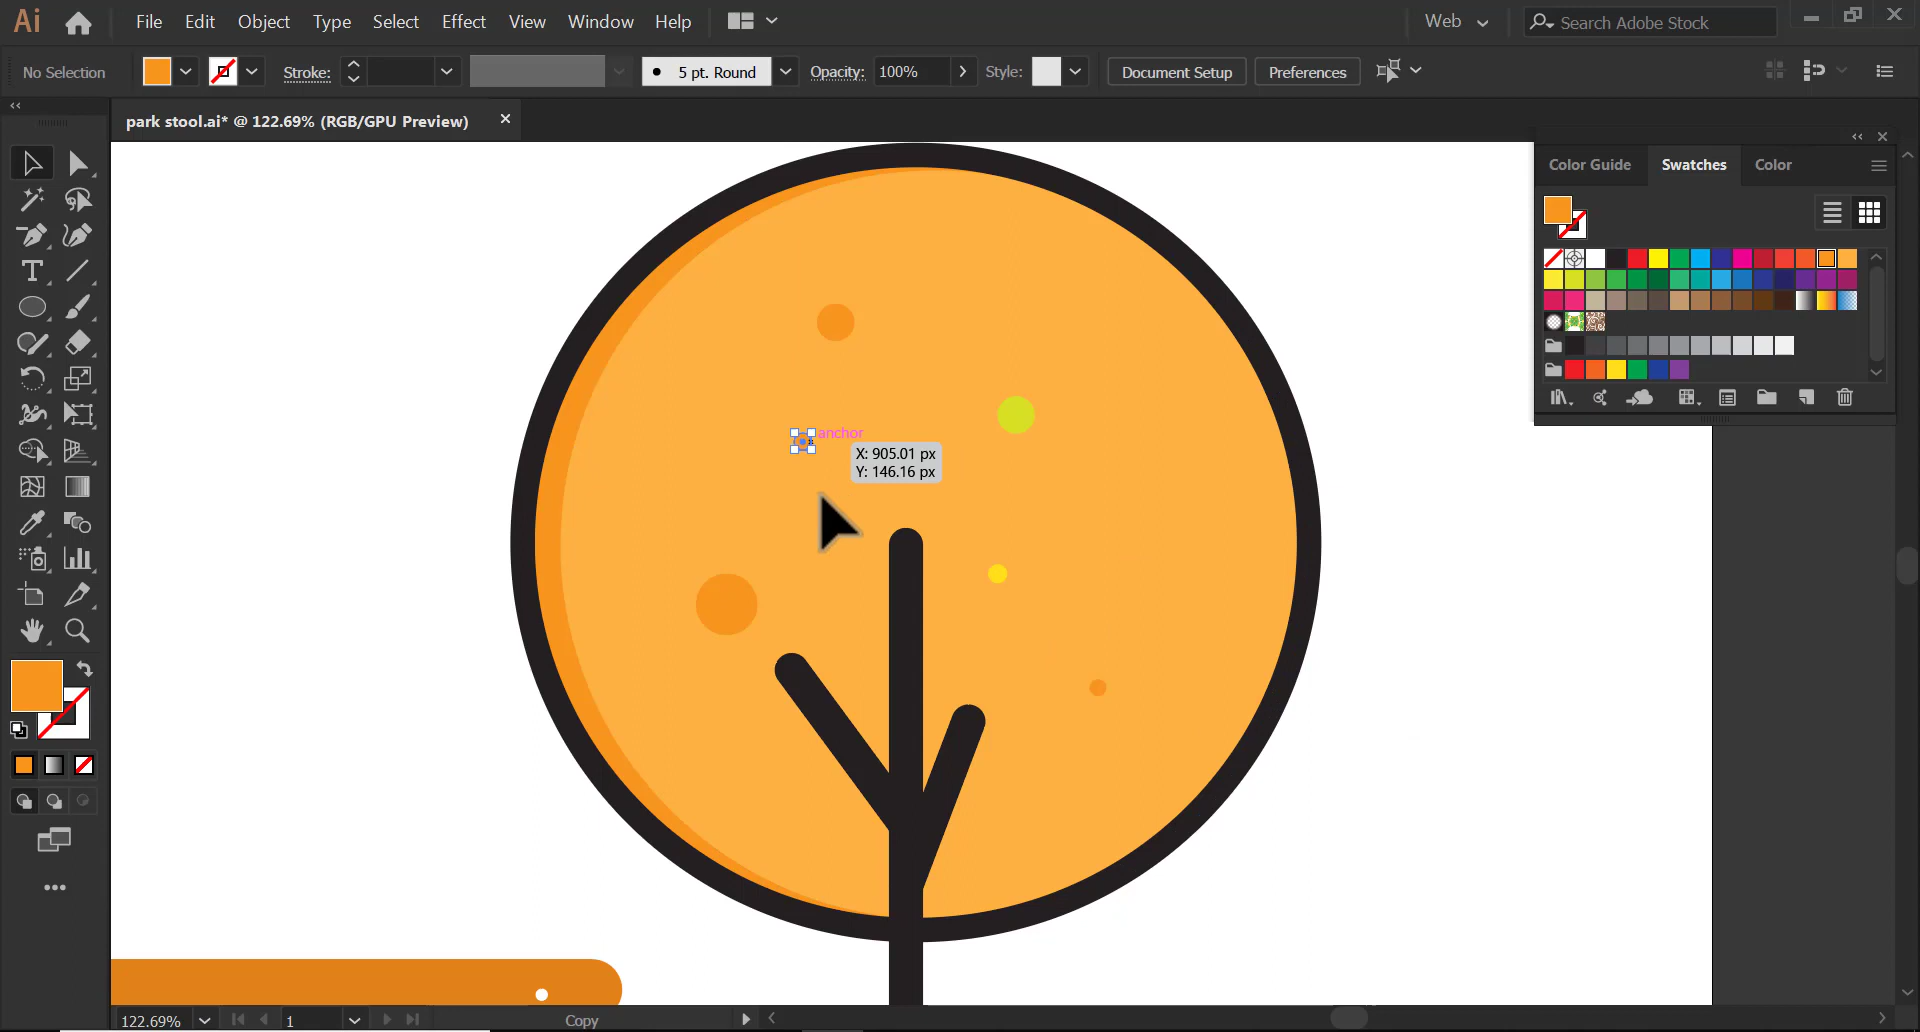 Ai File Edit Object Type Select Effect View Window Help Web Search Adobe Stock
No Selection Stroke: 5 pt. Round Opacity: 100% Style: Document Setup Preferences
park stool.ai* @ 122.69% (RGB/GPU Preview)
Color Guide Swatches Color
anchor
X: 905.01 px
Y: 146.16 px
122.69% 1 Copy